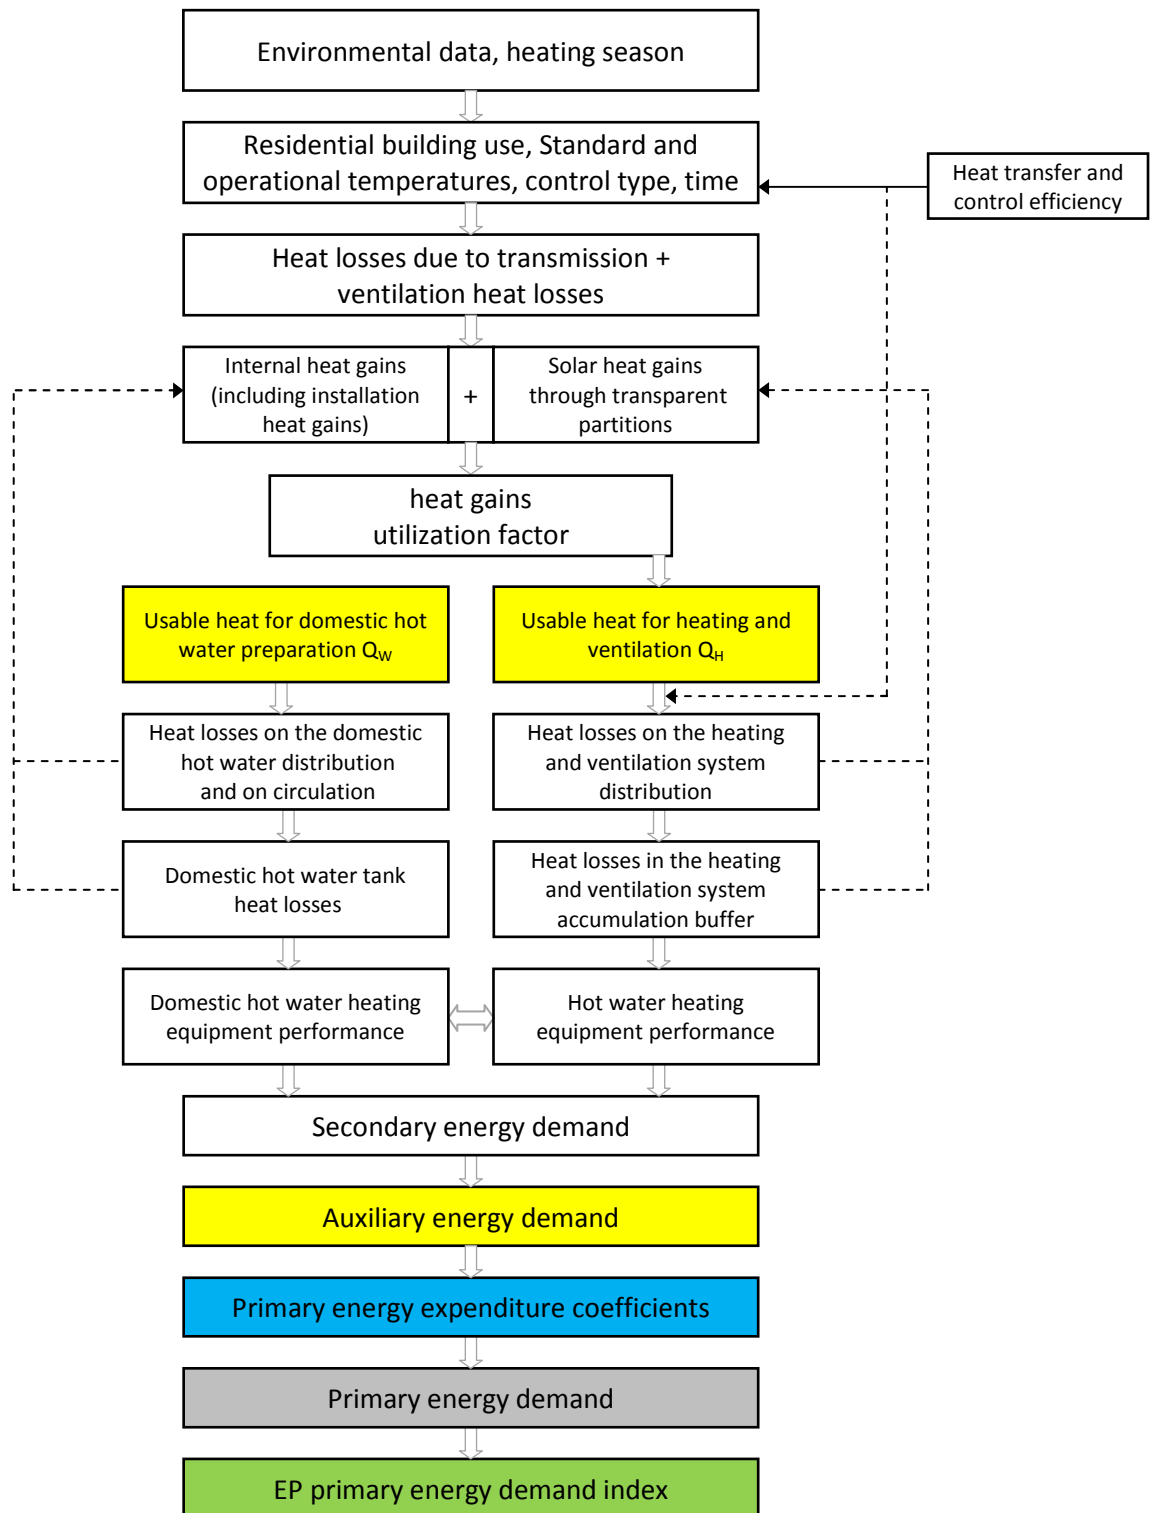 Environmental data, heating season
Residential building use, Standard and
operational temperatures, control type, time
Heat transfer and
control efficiency
Heat losses due to transmission +
ventilation heat losses
Internal heat gains
(including installation
heat gains)
+
Solar heat gains
through transparent
partitions
heat gains
utilization factor
Usable heat for domestic hot
water preparation QW
Usable heat for heating and
ventilation QH
Heat losses on the domestic
hot water distribution
and on circulation
Heat losses on the heating
and ventilation system
distribution
Domestic hot water tank
heat losses
Heat losses in the heating
and ventilation system
accumulation buffer
Domestic hot water heating
equipment performance
Hot water heating
equipment performance
Secondary energy demand
Auxiliary energy demand
Primary energy expenditure coefficients
Primary energy demand
EP primary energy demand index